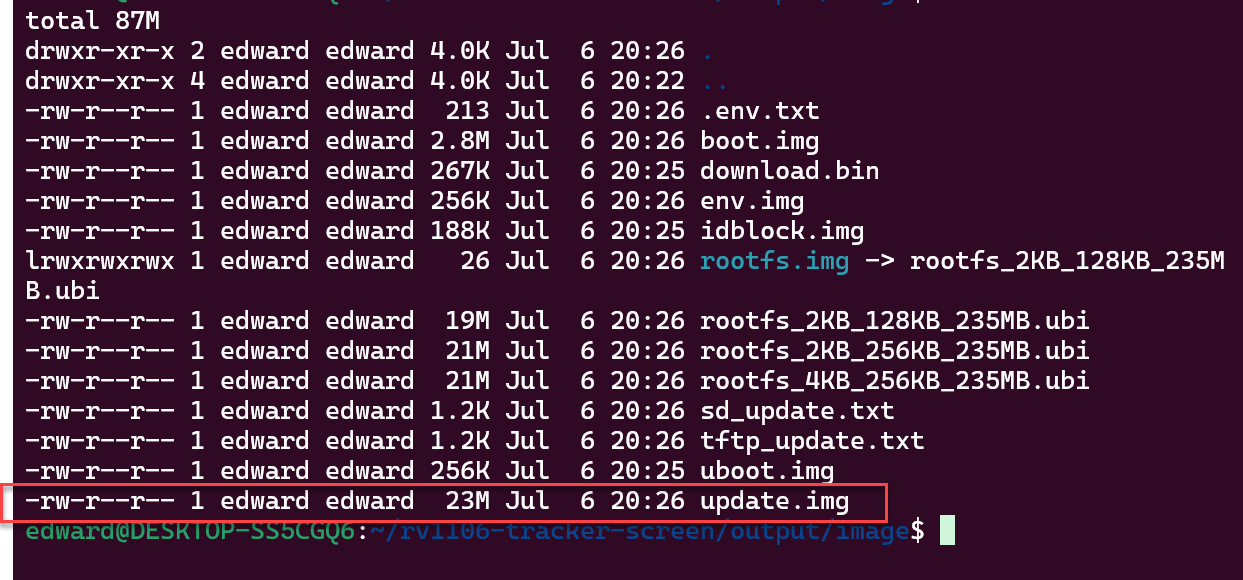 total 87M
drwxr-xr-x 2 edward edward 4.0K Jul  6 20:26 .
drwxr-xr-x 4 edward edward 4.0K Jul  6 20:22 ..
-rw-r--r-- 1 edward edward  213 Jul  6 20:26 .env.txt
-rw-r--r-- 1 edward edward 2.8M Jul  6 20:26 boot.img
-rw-r--r-- 1 edward edward 267K Jul  6 20:25 download.bin
-rw-r--r-- 1 edward edward 256K Jul  6 20:26 env.img
-rw-r--r-- 1 edward edward 188K Jul  6 20:25 idblock.img
lrwxrwxrwx 1 edward edward   26 Jul  6 20:26 rootfs.img -> rootfs_2KB_128KB_235M
B.ubi
-rw-r--r-- 1 edward edward  19M Jul  6 20:26 rootfs_2KB_128KB_235MB.ubi
-rw-r--r-- 1 edward edward  21M Jul  6 20:26 rootfs_2KB_256KB_235MB.ubi
-rw-r--r-- 1 edward edward  21M Jul  6 20:26 rootfs_4KB_256KB_235MB.ubi
-rw-r--r-- 1 edward edward 1.2K Jul  6 20:26 sd_update.txt
-rw-r--r-- 1 edward edward 1.2K Jul  6 20:26 tftp_update.txt
-rw-r--r-- 1 edward edward 256K Jul  6 20:25 uboot.img
-rw-r--r-- 1 edward edward  23M Jul  6 20:26 update.img
edward@DESKTOP-SS5CGQ6:~/rv1106-tracker-screen/output/image$